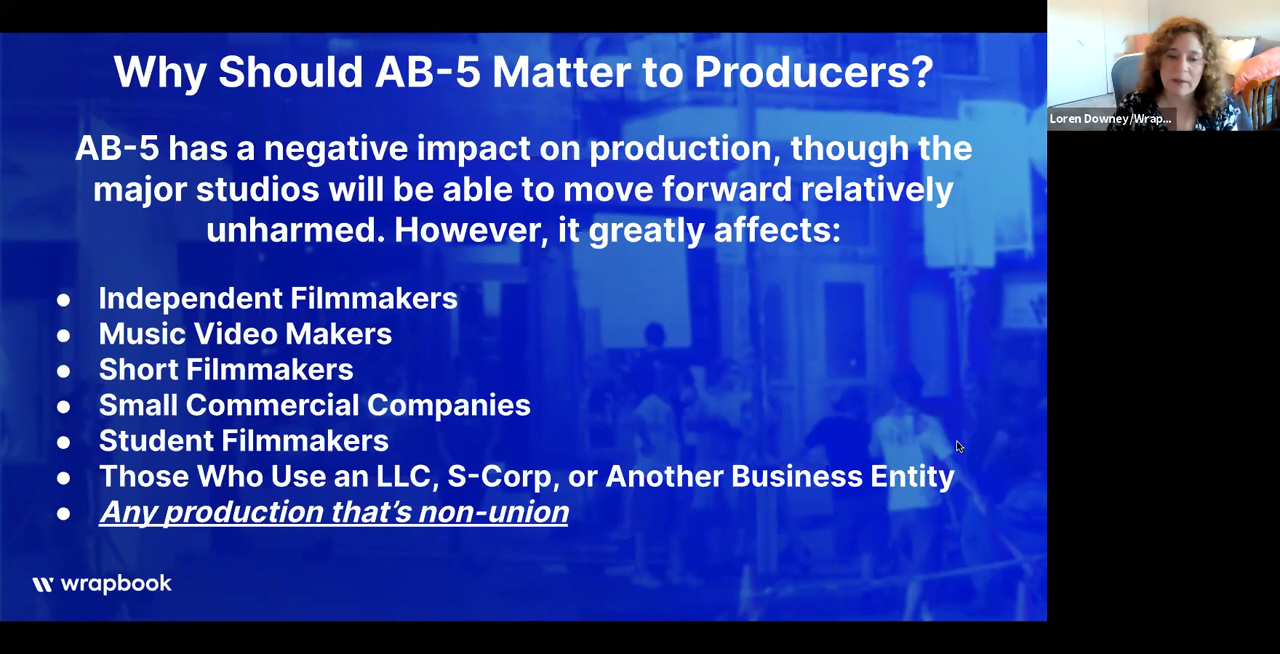 Why Should AB-5 Matter to Producers?
AB-5 has a negative impact on production, though the
major studios will be able to move forward relatively
unharmed. However, it greatly affects:
● Independent Filmmakers
● Music Video Makers
● Short Filmmakers
● Small Commercial Companies
● Student Filmmakers
● Those Who Use an LLC, S-Corp, or Another Business Entity
● Any production that’s non-union
wrapbook
Loren Downey/Wrap...